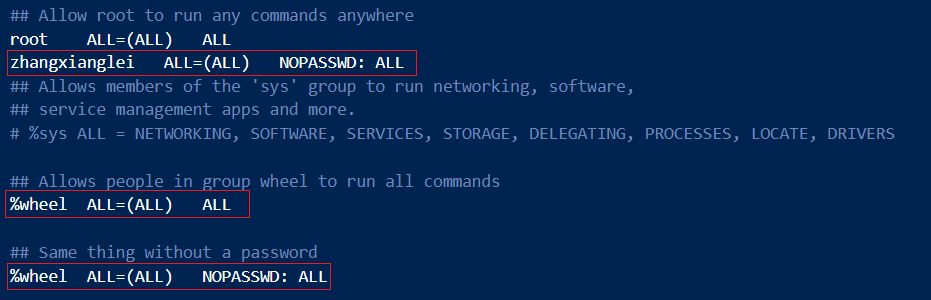 ## Allow root to run any commands anywhere
root    ALL=(ALL)   ALL
zhangxianglei   ALL=(ALL)   NOPASSWD: ALL
## Allows members of the 'sys' group to run networking, software,
## service management apps and more.
# %sys ALL = NETWORKING, SOFTWARE, SERVICES, STORAGE, DELEGATING, PROCESSES, LOCATE, DRIVERS
## Allows people in group wheel to run all commands
%wheel  ALL=(ALL)   ALL
## Same thing without a password
%wheel  ALL=(ALL)   NOPASSWD: ALL